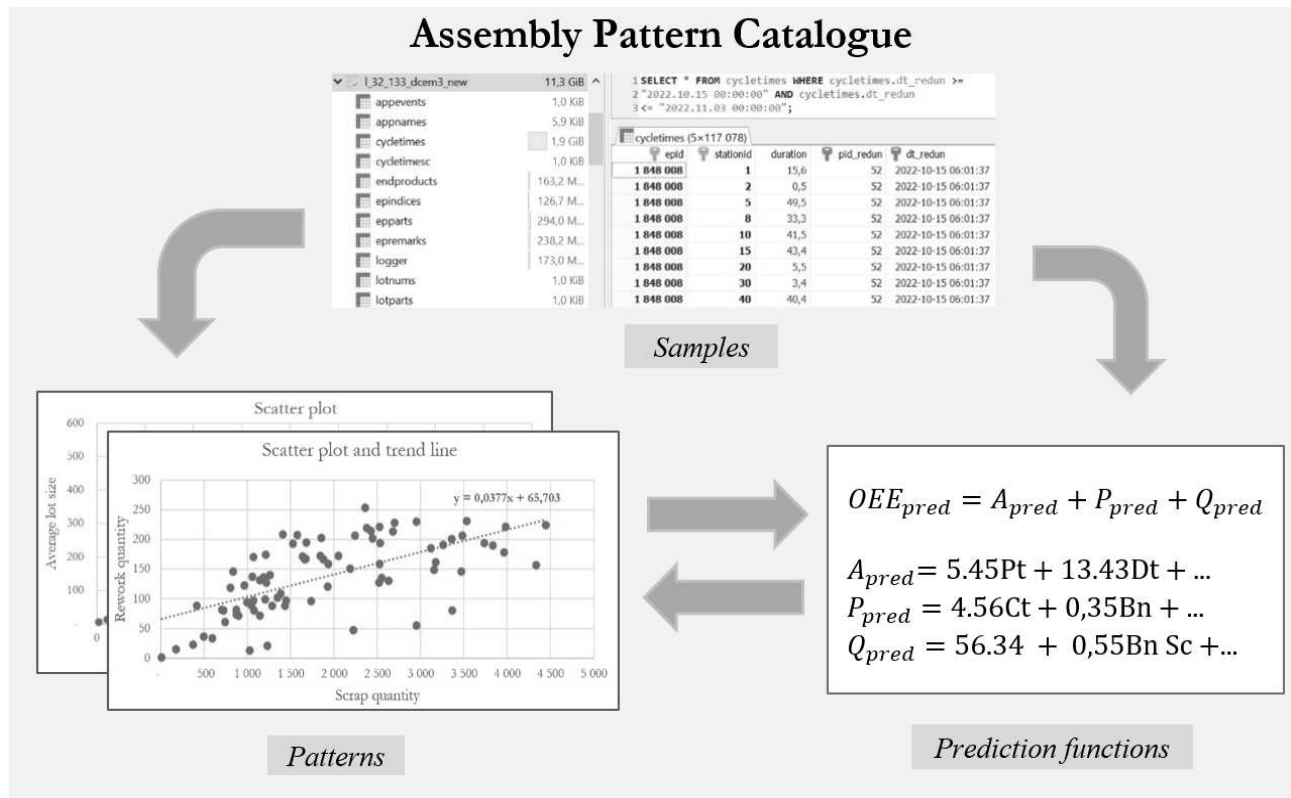 Assembly Pattern Catalogue
l_32_133_dcem3_new 11,3 GiB
appevents 1,0 KiB
appnames 5,9 KiB
cycletimes 1,9 GiB
cycletimesc 1,0 KiB
endproducts 163,2 M...
epindices 126,7 M...
epparts 294,0 M...
epremarks 238,2 M...
logger 173,0 M...
lotnums 1,0 KiB
lotparts 1,0 KiB
1 SELECT * FROM cycletimes WHERE cycletimes.dt_redun >=
2 "2022.10.15 00:00:00" AND cycletimes.dt_redun
3 <= "2022.11.03 00:00:00";
cycletimes (5×117 078)
epid stationid duration pid_redun dt_redun
1 848 008 1 15,6 52 2022-10-15 06:01:37
1 848 008 2 0,5 52 2022-10-15 06:01:37
1 848 008 5 49,5 52 2022-10-15 06:01:37
1 848 008 8 33,3 52 2022-10-15 06:01:37
1 848 008 10 41,5 52 2022-10-15 06:01:37
1 848 008 15 43,4 52 2022-10-15 06:01:37
1 848 008 20 5,5 52 2022-10-15 06:01:37
1 848 008 30 3,4 52 2022-10-15 06:01:37
1 848 008 40 40,4 52 2022-10-15 06:01:37
Samples
Scatter plot
600
500
400
300
200
100
-
0
Average lot size
Scatter plot and trend line
y = 0,0377x + 65,703
300
250
200
150
100
50
0
Rework quantity
- 500 1 000 1 500 2 000 2 500 3 000 3 500 4 000 4 500 5 000
Scrap quantity
Patterns
OEE_pred = A_pred + P_pred + Q_pred
A_pred = 5.45Pt + 13.43Dt + ...
P_pred = 4.56Ct + 0,35Bn + ...
Q_pred = 56.34 + 0,55Bn Sc +...
Prediction functions